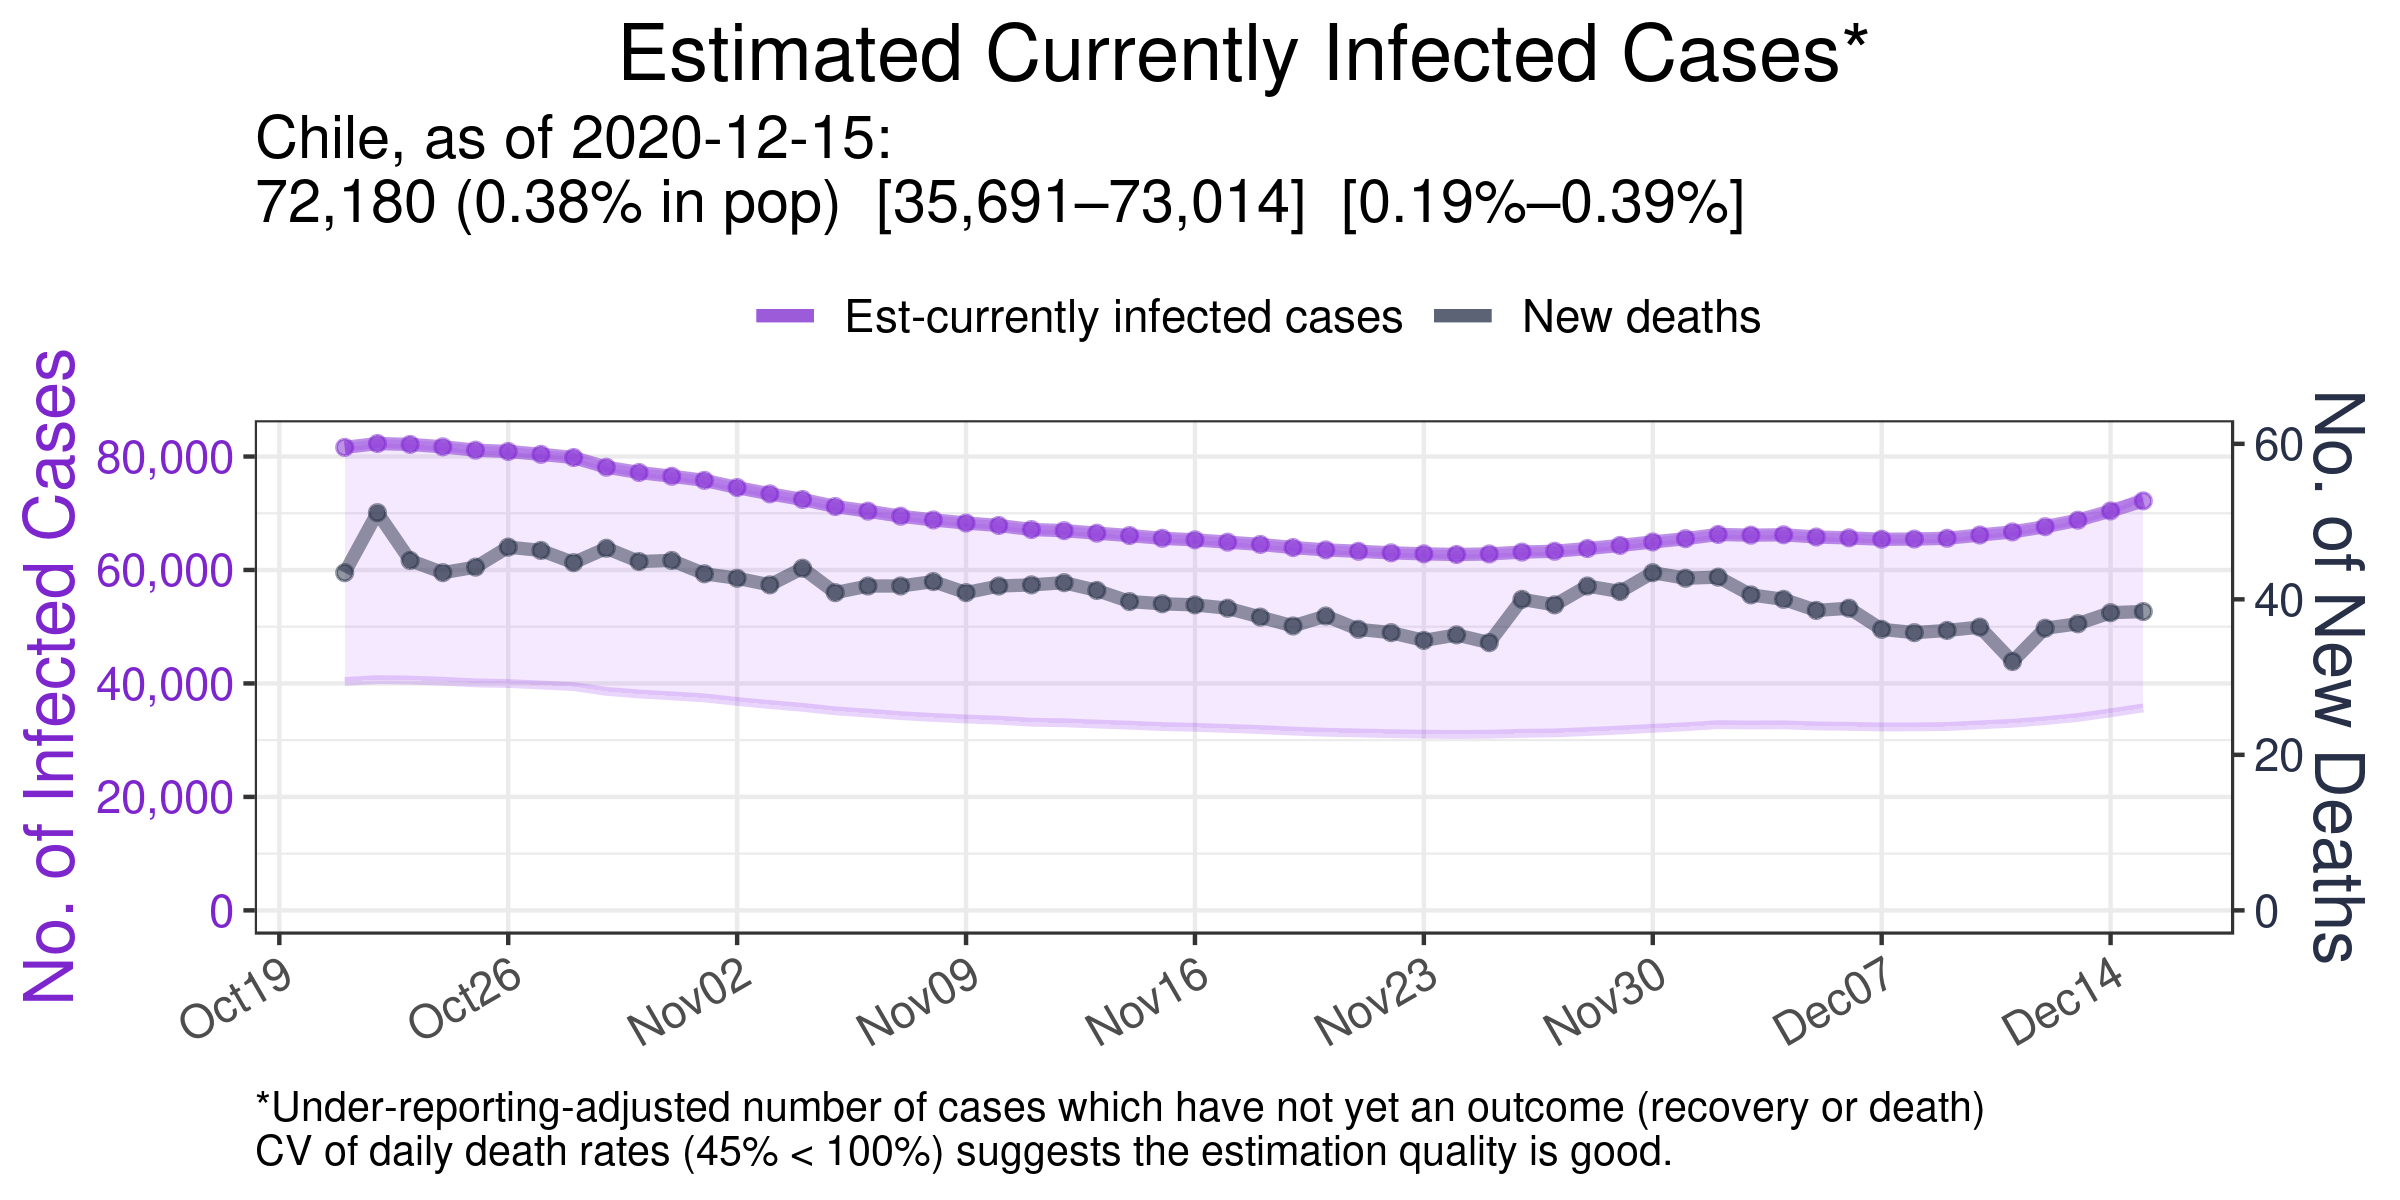 Estimated Currently Infected Cases*
Chile, as of 2020-12-15:
72,180 (0.38% in pop)  [35,691–73,014]  [0.19%–0.39%]
Est-currently infected cases
New deaths
No. of Infected Cases
80,000
60,000
40,000
20,000
0
60
40
20
0
No. of New Deaths
Oct19
Oct26
Nov02
Nov09
Nov16
Nov23
Nov30
Dec07
Dec14
*Under-reporting-adjusted number of cases which have not yet an outcome (recovery or death)
CV of daily death rates (45% < 100%) suggests the estimation quality is good.